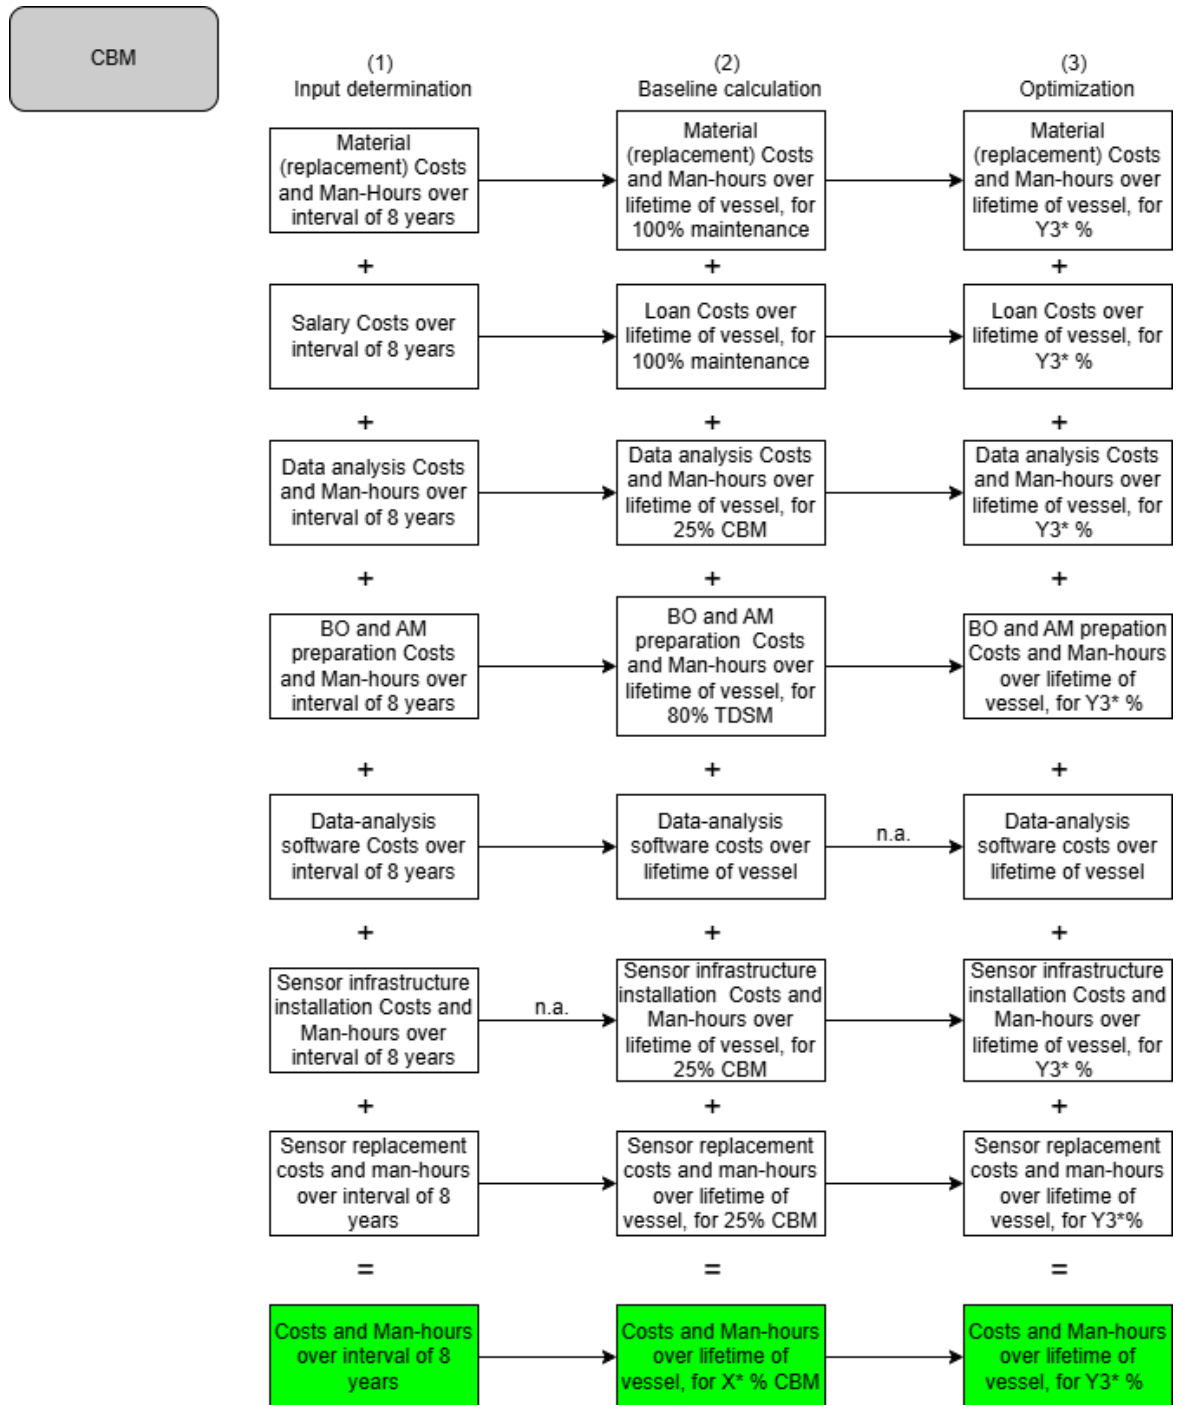 CBM
(1)
Input determination
(2)
Baseline calculation
(3)
Optimization
Material
(replacement) Costs
and Man-Hours over
interval of 8 years
Material
(replacement) Costs
and Man-hours over
lifetime of vessel, for
100% maintenance
Material
(replacement) Costs
and Man-hours over
lifetime of vessel, for
Y3* %
+
+
+
Salary Costs over
interval of 8 years
Loan Costs over
lifetime of vessel, for
100% maintenance
Loan Costs over
lifetime of vessel, for
Y3* %
+
+
+
Data analysis Costs
and Man-hours over
interval of 8 years
Data analysis Costs
and Man-hours over
lifetime of vessel, for
25% CBM
Data analysis Costs
and Man-hours over
lifetime of vessel, for
Y3* %
+
+
+
BO and AM
preparation Costs
and Man-hours over
interval of 8 years
BO and AM
preparation Costs
and Man-hours over
lifetime of vessel, for
80% TDSM
BO and AM prepation
Costs and Man-hours
over lifetime of
vessel, for Y3* %
+
+
+
Data-analysis
software Costs over
interval of 8 years
Data-analysis
software costs over
lifetime of vessel
n.a.
Data-analysis
software costs over
lifetime of vessel
+
+
+
Sensor infrastructure
installation Costs and
Man-hours over
interval of 8 years
n.a.
Sensor infrastructure
installation Costs and
Man-hours over
lifetime of vessel, for
25% CBM
Sensor infrastructure
installation Costs and
Man-hours over
lifetime of vessel, for
Y3* %
+
+
+
Sensor replacement
costs and man-hours
over interval of 8
years
Sensor replacement
costs and man-hours
over lifetime of
vessel, for 25% CBM
Sensor replacement
costs and man-hours
over lifetime of
vessel, for Y3*%
=
=
=
Costs and Man-hours
over interval of 8
years
Costs and Man-hours
over lifetime of
vessel, for X* % CBM
Costs and Man-hours
over lifetime of
vessel, for Y3* %